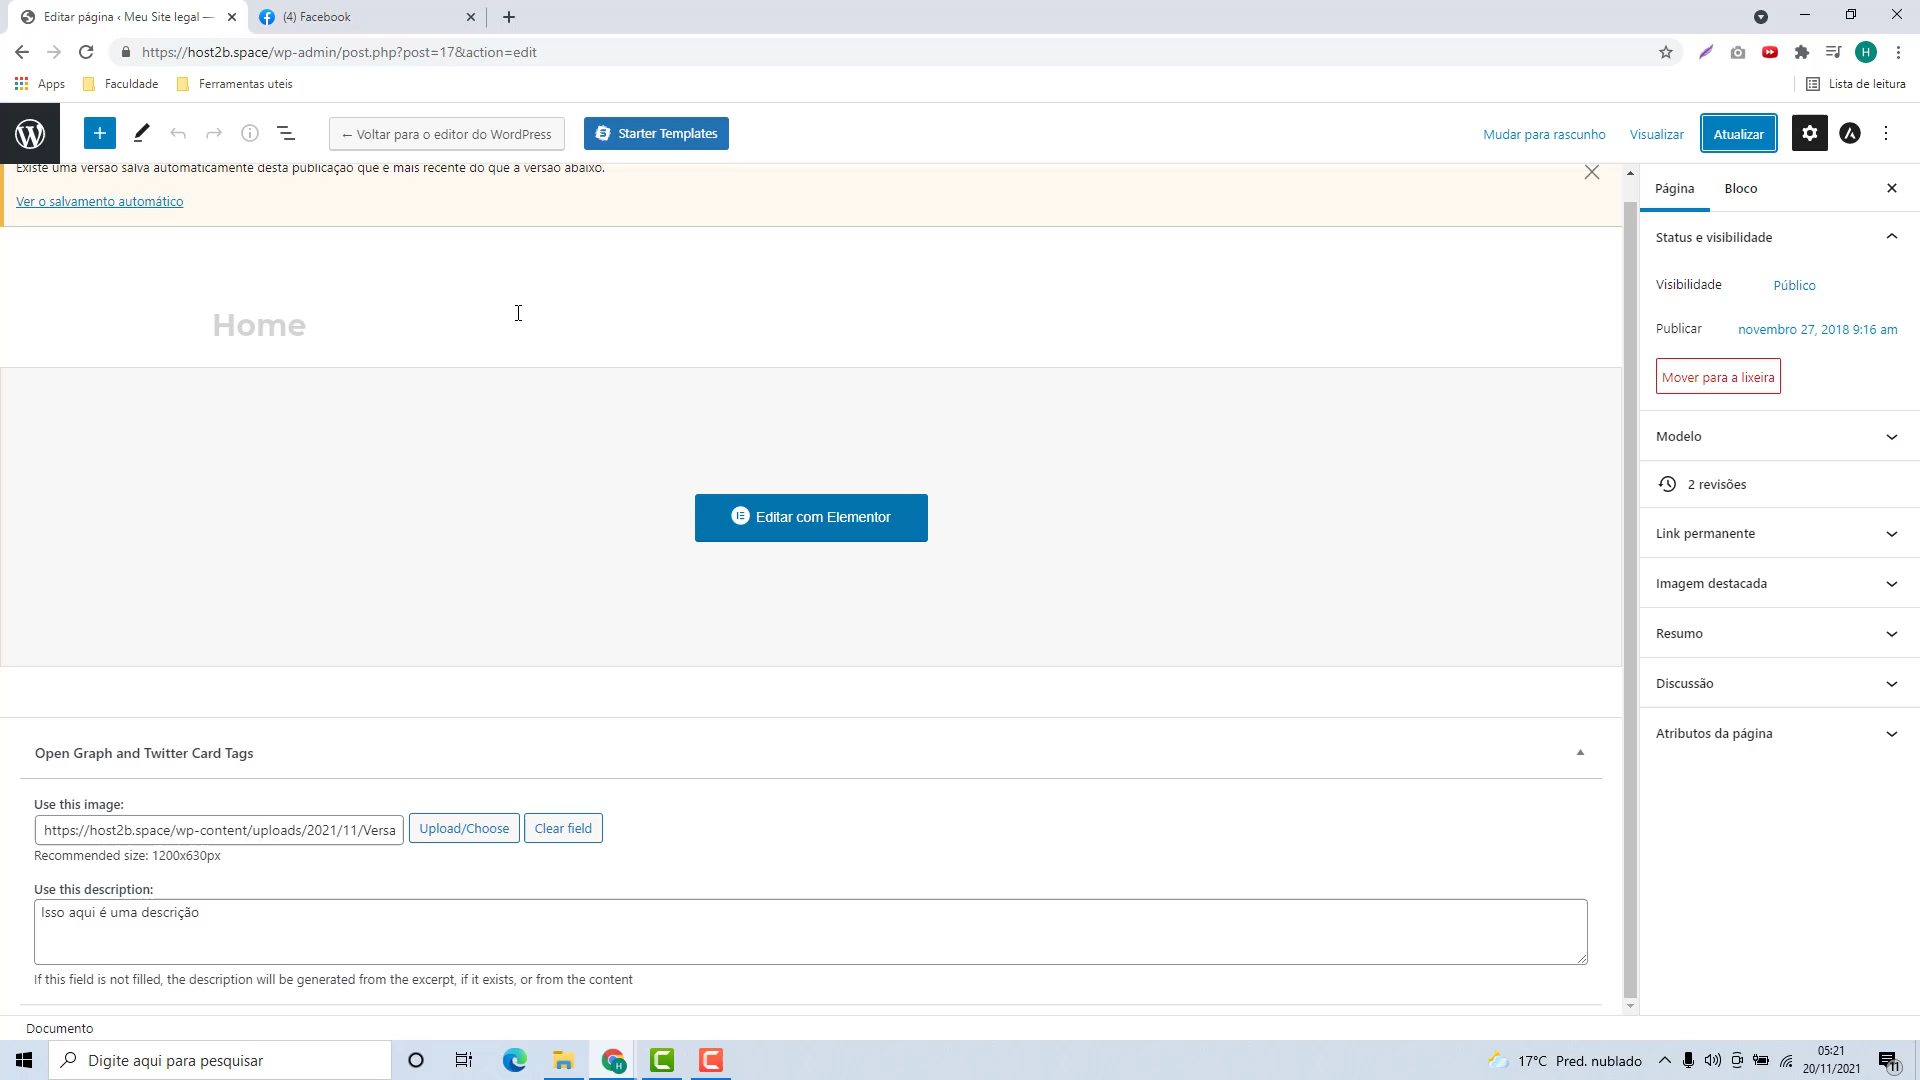 Editar página ‹ Meu Site legal —
(4) Facebook
https://host2b.space/wp-admin/post.php?post=17&action=edit
H
Apps
Faculdade
Ferramentas uteis
Lista de leitura
← Voltar para o editor do WordPress
Starter Templates
Mudar para rascunho
Visualizar
Atualizar
Existe uma versão salva automaticamente desta publicação que é mais recente do que a versão abaixo.
Ver o salvamento automático
Página
Bloco
Status e visibilidade
Visibilidade
Público
Publicar
novembro 27, 2018 9:16 am
Mover para a lixeira
Home
Modelo
2 revisões
Editar com Elementor
Link permanente
Imagem destacada
Resumo
Discussão
Atributos da página
Open Graph and Twitter Card Tags
Use this image:
https://host2b.space/wp-content/uploads/2021/11/Versa
Upload/Choose
Clear field
Recommended size: 1200x630px
Use this description:
Isso aqui é uma descrição
If this field is not filled, the description will be generated from the excerpt, if it exists, or from the content
Documento
Digite aqui para pesquisar
17°C Pred. nublado
05:21
20/11/2021
11